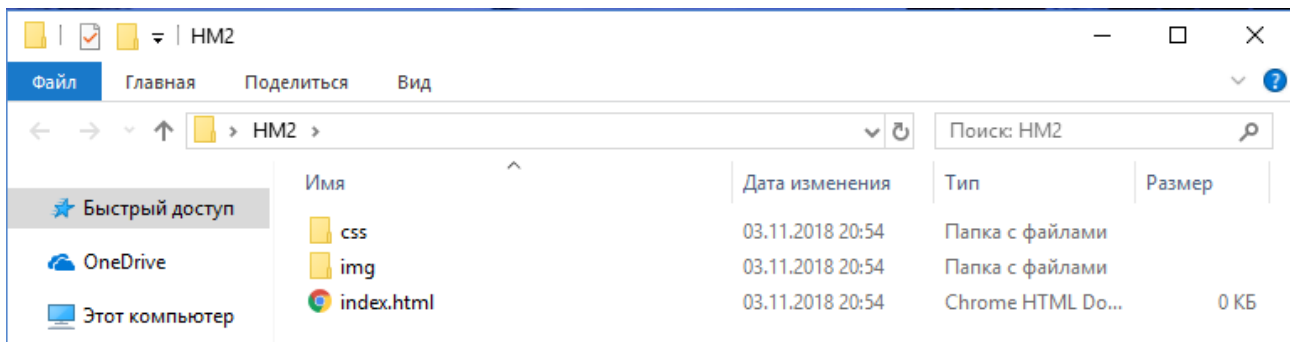 HM2
Файл Главная Поделиться Вид
HM2
Поиск: HM2
Имя Дата изменения Тип Размер
Быстрый доступ
css 03.11.2018 20:54 Папка с файлами
OneDrive
img 03.11.2018 20:54 Папка с файлами
index.html 03.11.2018 20:54 Chrome HTML Do... 0 КБ
Этот компьютер